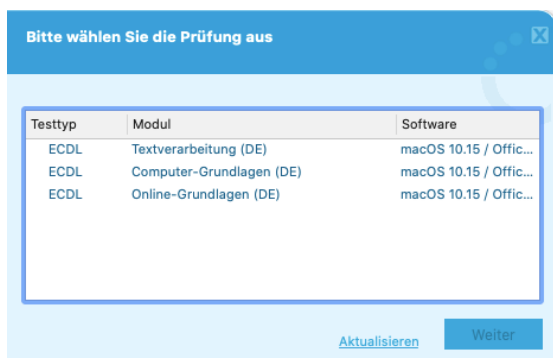 Bitte wählen Sie die Prüfung aus
X
Testtyp Modul Software
ECDL Textverarbeitung (DE) macOS 10.15 / Offic...
ECDL Computer-Grundlagen (DE) macOS 10.15 / Offic...
ECDL Online-Grundlagen (DE) macOS 10.15 / Offic...
Aktualisieren Weiter